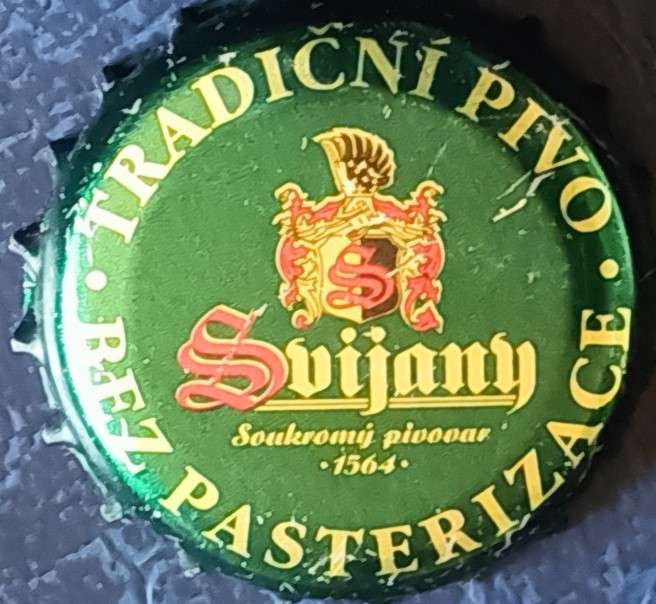 TRADIČNÍ PIVO
S
Svijany
Soukromý pivovar
·1564·
· BEZ PASTERIZACE ·